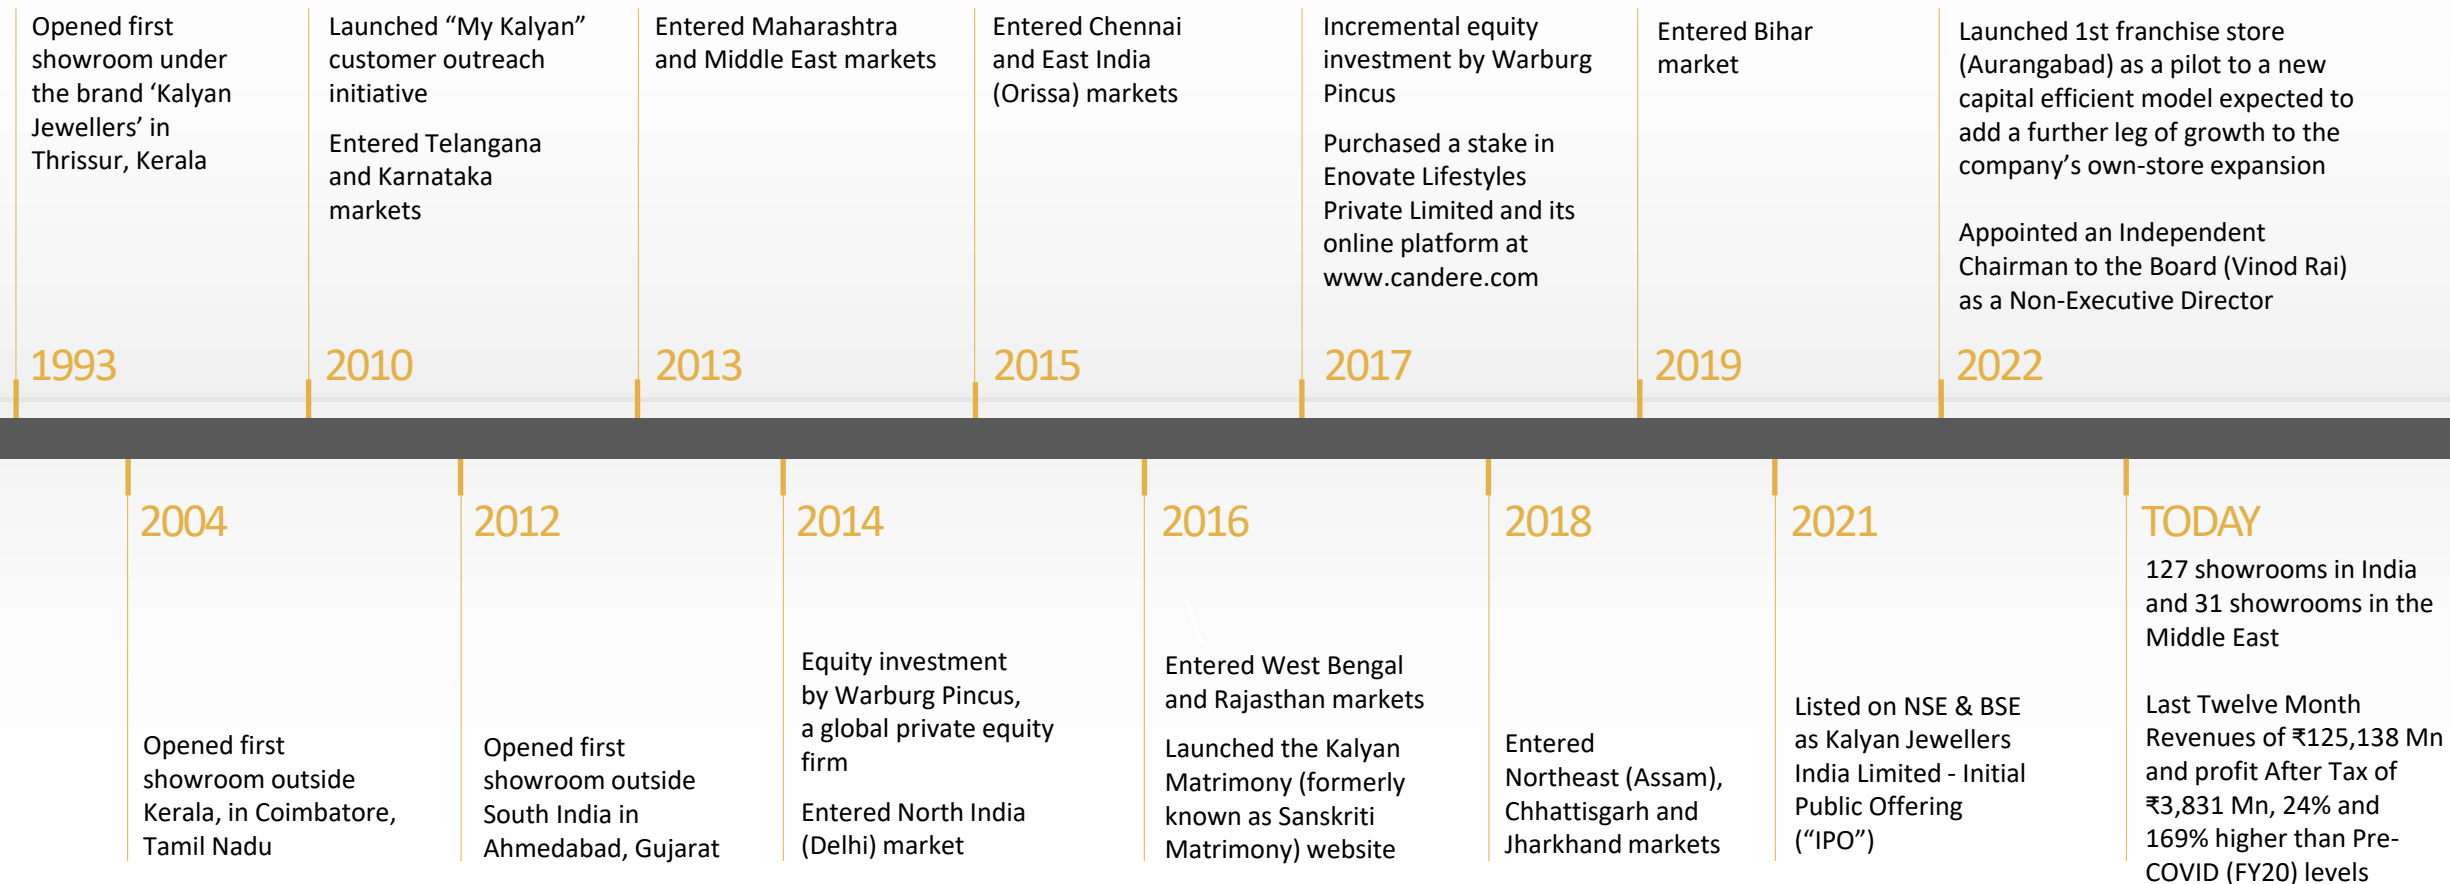 Opened first
showroom under
the brand ‘Kalyan
Jewellers’ in
Thrissur, Kerala
1993
Launched “My Kalyan”
customer outreach
initiative
Entered Telangana
and Karnataka
markets
2010
Entered Maharashtra
and Middle East markets
2013
Entered Chennai
and East India
(Orissa) markets
2015
Incremental equity
investment by Warburg
Pincus
Purchased a stake in
Enovate Lifestyles
Private Limited and its
online platform at
www.candere.com
2017
Entered Bihar
market
2019
Launched 1st franchise store
(Aurangabad) as a pilot to a new
capital efficient model expected to
add a further leg of growth to the
company’s own-store expansion
Appointed an Independent
Chairman to the Board (Vinod Rai)
as a Non-Executive Director
2022
2004
Opened first
showroom outside
Kerala, in Coimbatore,
Tamil Nadu
2012
Opened first
showroom outside
South India in
Ahmedabad, Gujarat
2014
Equity investment
by Warburg Pincus,
a global private equity
firm
Entered North India
(Delhi) market
2016
Entered West Bengal
and Rajasthan markets
Launched the Kalyan
Matrimony (formerly
known as Sanskriti
Matrimony) website
2018
Entered
Northeast (Assam),
Chhattisgarh and
Jharkhand markets
2021
Listed on NSE & BSE
as Kalyan Jewellers
India Limited - Initial
Public Offering
(“IPO”)
TODAY
127 showrooms in India
and 31 showrooms in the
Middle East
Last Twelve Month
Revenues of ₹125,138 Mn
and profit After Tax of
₹3,831 Mn, 24% and
169% higher than Pre-
COVID (FY20) levels